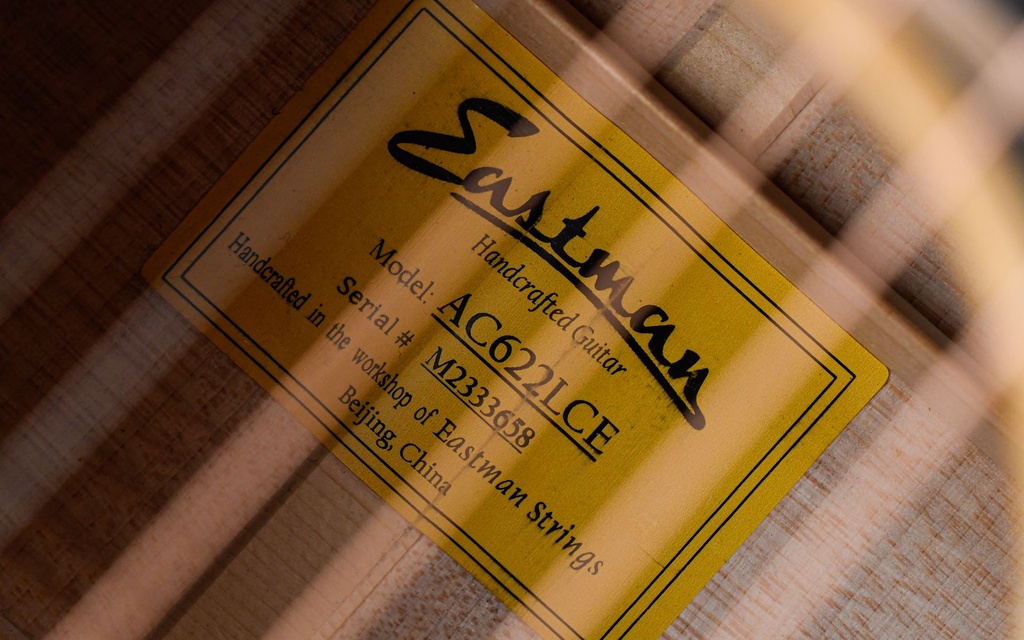 Eastman
Handcrafted Guitar
Model: AC622LCE
Serial # M2333658
Handcrafted in the workshop of Eastman Strings
Beijing, China